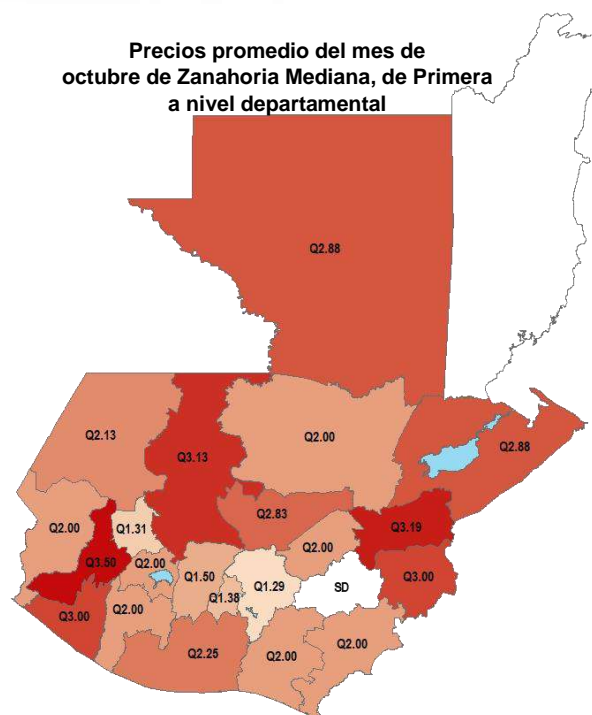 Precios promedio del mes de
octubre de Zanahoria Mediana, de Primera
a nivel departamental
Q2.88
Q2.13
Q2.00
Q3.13
Q2.88
Q2.83
Q2.00
Q1.31
Q2.00
Q3.19
Q3.50
Q2.00
Q1.50
Q1.29
Q3.00
SD
Q1.38
Q3.00
Q2.00
Q2.25
Q2.00
Q2.00